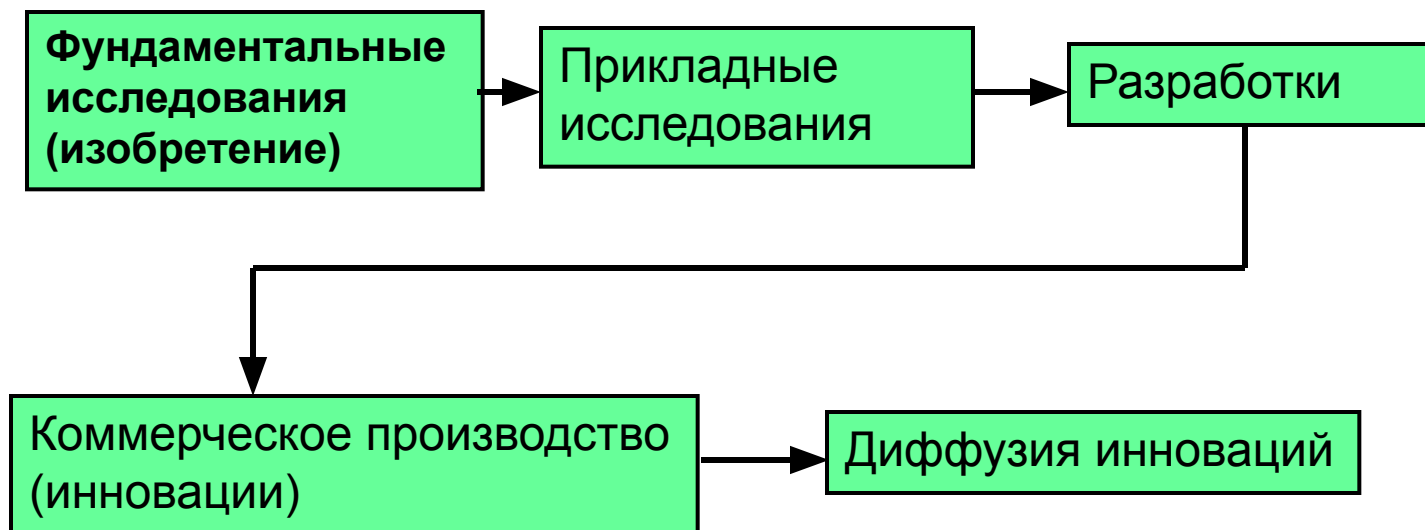 Фундаментальные
исследования
(изобретение)
Прикладные
исследования
Разработки
Коммерческое производство
(инновации)
Диффузия инноваций